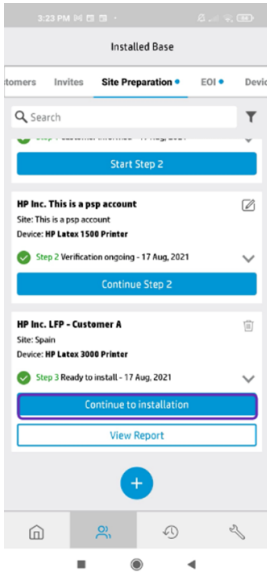 3:23 PM
Installed Base
tomers Invites Site Preparation EOI Devic
Search
Start Step 2
HP Inc. This is a psp account
Site: This is a psp account
Device: HP Latex 1500 Printer
Step 2 Verification ongoing - 17 Aug, 2021
Continue Step 2
HP Inc. LFP - Customer A
Site: Spain
Device: HP Latex 3000 Printer
Step 3 Ready to install - 17 Aug, 2021
Continue to installation
View Report
+